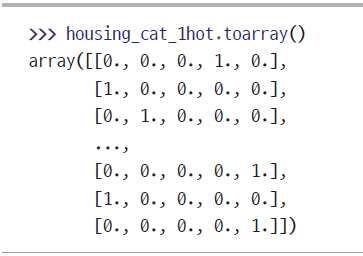 >>> housing_cat_1hot.toarray()
array([[0., 0., 0., 1., 0.],
       [1., 0., 0., 0., 0.],
       [0., 1., 0., 0., 0.],
       ...,
       [0., 0., 0., 0., 1.],
       [1., 0., 0., 0., 0.],
       [0., 0., 0., 0., 1.]])